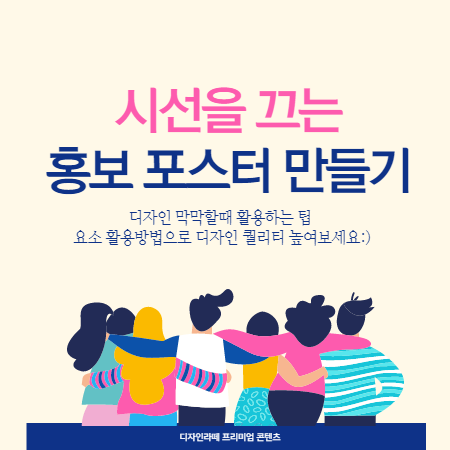 시선을 끄는
홍보 포스터 만들기
디자인 막막할때 활용하는 팁
요소 활용방법으로 디자인 퀄리티 높여보세요:)
디자인라떼 프리미엄 콘텐츠